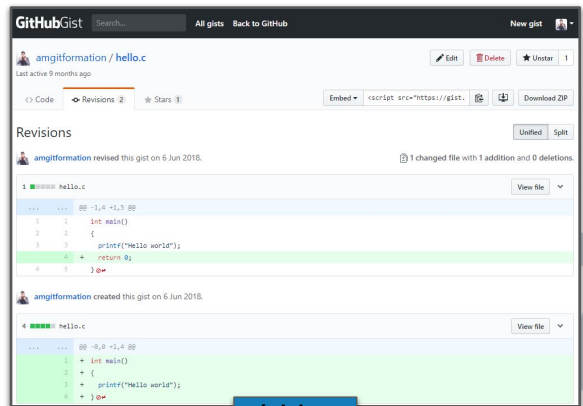 GitHubGist Search... All gists Back to GitHub New gist
amgitformation / hello.c Edit Delete Unstar 1
Last active 9 months ago
<> Code Revisions 2 Stars 1 Embed <script src="https://gist. Download ZIP
Revisions Unified Split
amgitformation revised this gist on 6 Jun 2018. 1 changed file with 1 addition and 0 deletions.
1 hello.c View file
... ... @@ -1,4 +1,5 @@
1 1 int main()
2 2 {
3 3 printf("Hello world");
4 + return 0;
4 5 }
amgitformation created this gist on 6 Jun 2018.
4 hello.c View file
... ... @@ -0,0 +1,4 @@
1 + int main()
2 + {
3 + printf("Hello world");
4 + }